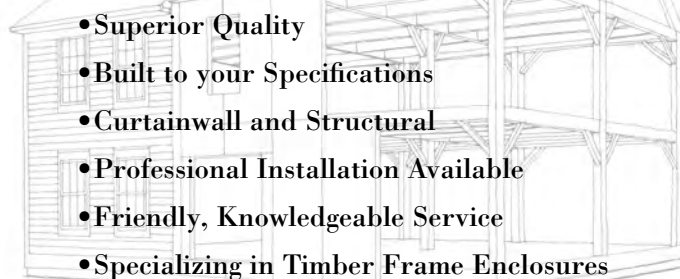 •Superior Quality
•Built to your Specifications
•Curtainwall and Structural
•Professional Installation Available
•Friendly, Knowledgeable Service
•Specializing in Timber Frame Enclosures